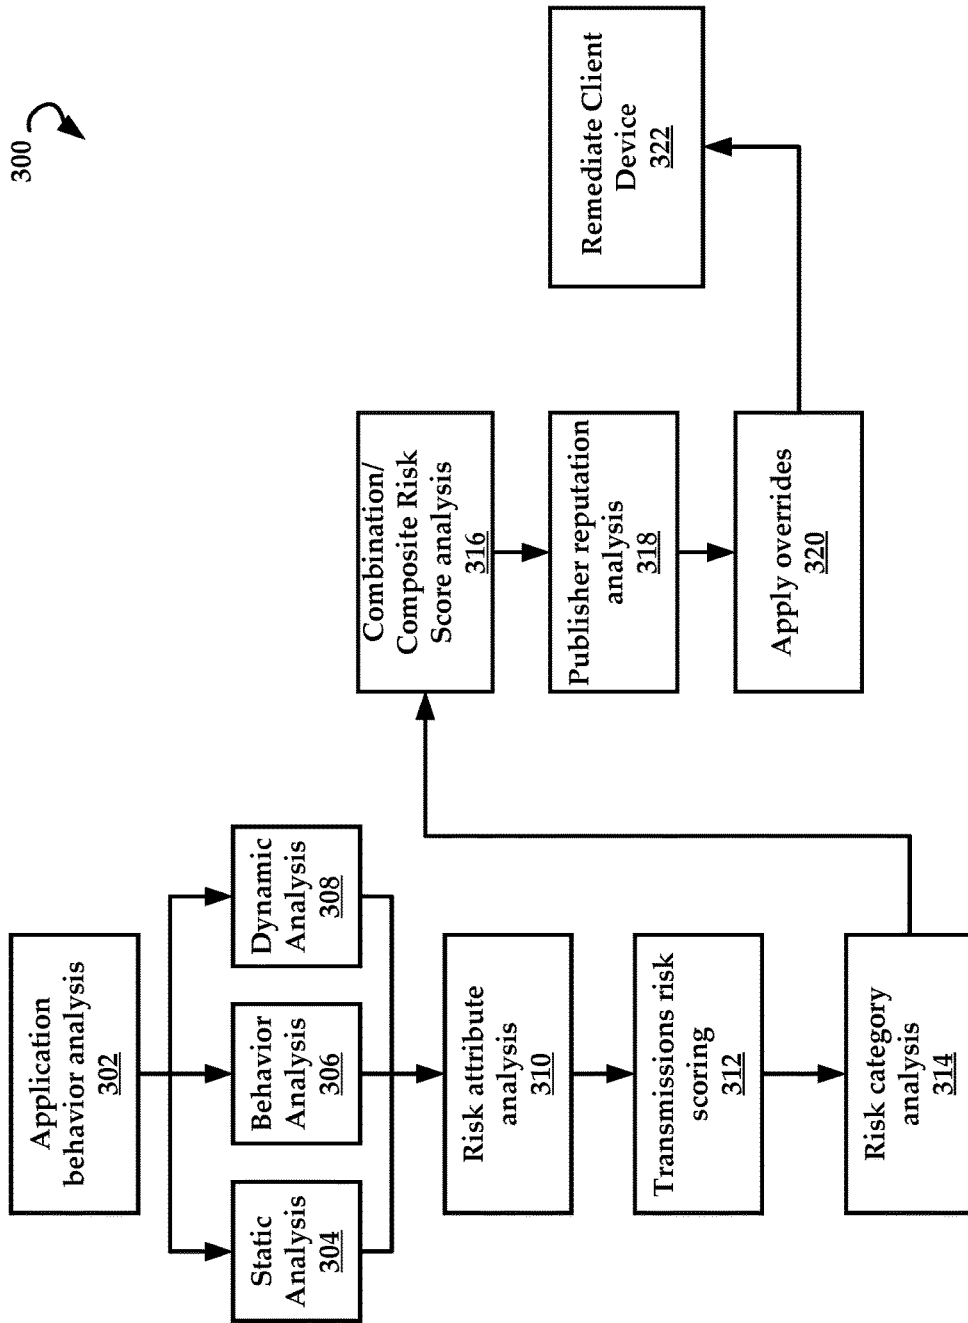 300
Application
behavior analysis
302
Static
Analysis
304
Behavior
Analysis
306
Dynamic
Analysis
308
Risk attribute
analysis
310
Transmissions risk
scoring
312
Risk category
analysis
314
Combination/
Composite Risk
Score analysis
316
Publisher reputation
analysis
318
Apply overrides
320
Remediate Client
Device
322